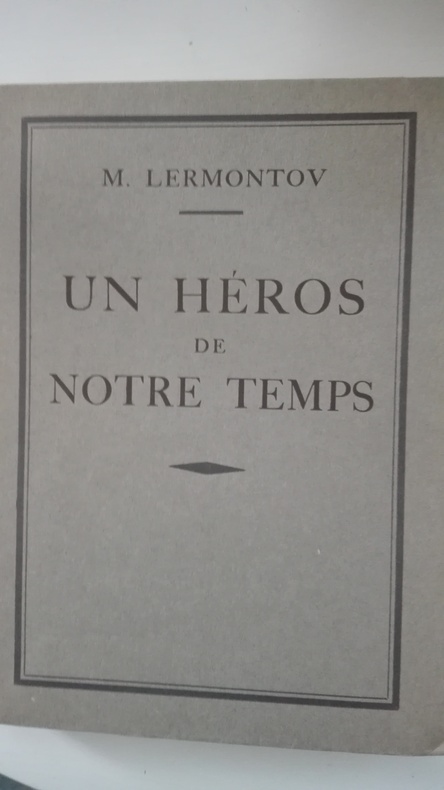 M. LERMONTOV
UN HÉROS
DE
NOTRE TEMPS